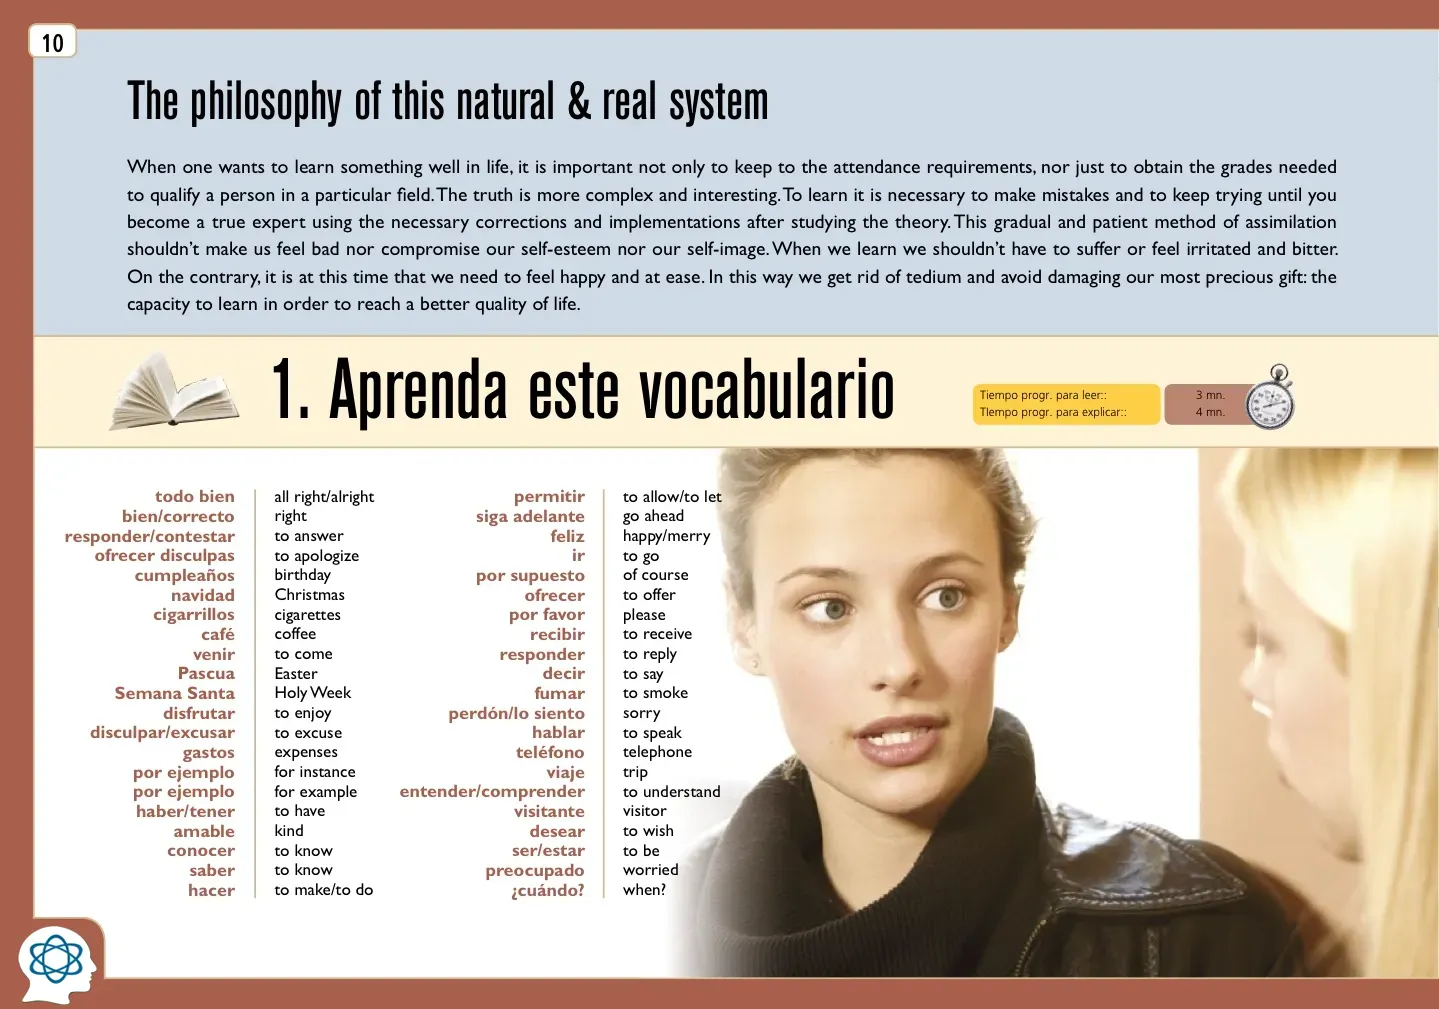 10
The philosophy of this natural & real system
When one wants to learn something well in life, it is important not only to keep to the attendance requirements, nor just to obtain the grades needed
to qualify a person in a particular field. The truth is more complex and interesting. To learn it is necessary to make mistakes and to keep trying until you
become a true expert using the necessary corrections and implementations after studying the theory. This gradual and patient method of assimilation
shouldn't make us feel bad nor compromise our self-esteem nor our self-image. When we learn we shouldn't have to suffer or feel irritated and bitter.
On the contrary, it is at this time that we need to feel happy and at ease. In this way we get rid of tedium and avoid damaging our most precious gift: the
capacity to learn in order to reach a better quality of life.
1. Aprenda este vocabulario
Tiempo progr. para leer:: 3 mn.
TIempo progr. para explicar:: 4 mn.
todo bien all right/alright
bien/correcto right
responder/contestar to answer
ofrecer disculpas to apologize
cumpleaños birthday
navidad Christmas
cigarrillos cigarettes
café coffee
venir to come
Pascua Easter
Semana Santa Holy Week
disfrutar to enjoy
disculpar/excusar to excuse
gastos expenses
por ejemplo for instance
por ejemplo for example
haber/tener to have
amable kind
conocer to know
saber to know
hacer to make/to do
permitir to allow/to let
siga adelante go ahead
feliz happy/merry
ir to go
por supuesto of course
ofrecer to offer
por favor please
recibir to receive
responder to reply
decir to say
fumar to smoke
perdón/lo siento sorry
hablar to speak
teléfono telephone
viaje trip
entender/comprender to understand
visitante visitor
desear to wish
ser/estar to be
preocupado worried
¿cuándo? when?